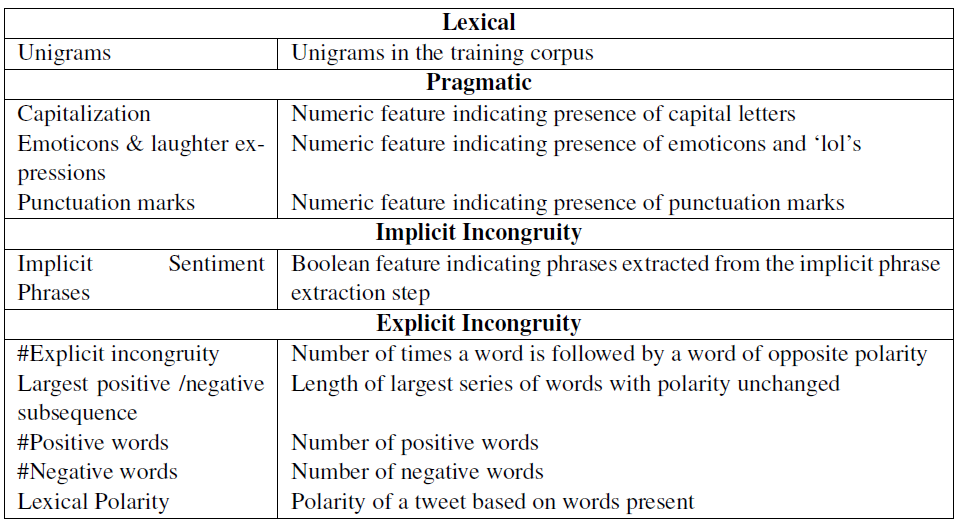 Lexical
Unigrams Unigrams in the training corpus
Pragmatic
Capitalization Numeric feature indicating presence of capital letters
Emoticons & laughter ex- Numeric feature indicating presence of emoticons and ‘lol’s
pressions
Punctuation marks Numeric feature indicating presence of punctuation marks
Implicit Incongruity
Implicit Sentiment Boolean feature indicating phrases extracted from the implicit phrase
Phrases extraction step
Explicit Incongruity
#Explicit incongruity Number of times a word is followed by a word of opposite polarity
Largest positive /negative Length of largest series of words with polarity unchanged
subsequence
#Positive words Number of positive words
#Negative words Number of negative words
Lexical Polarity Polarity of a tweet based on words present